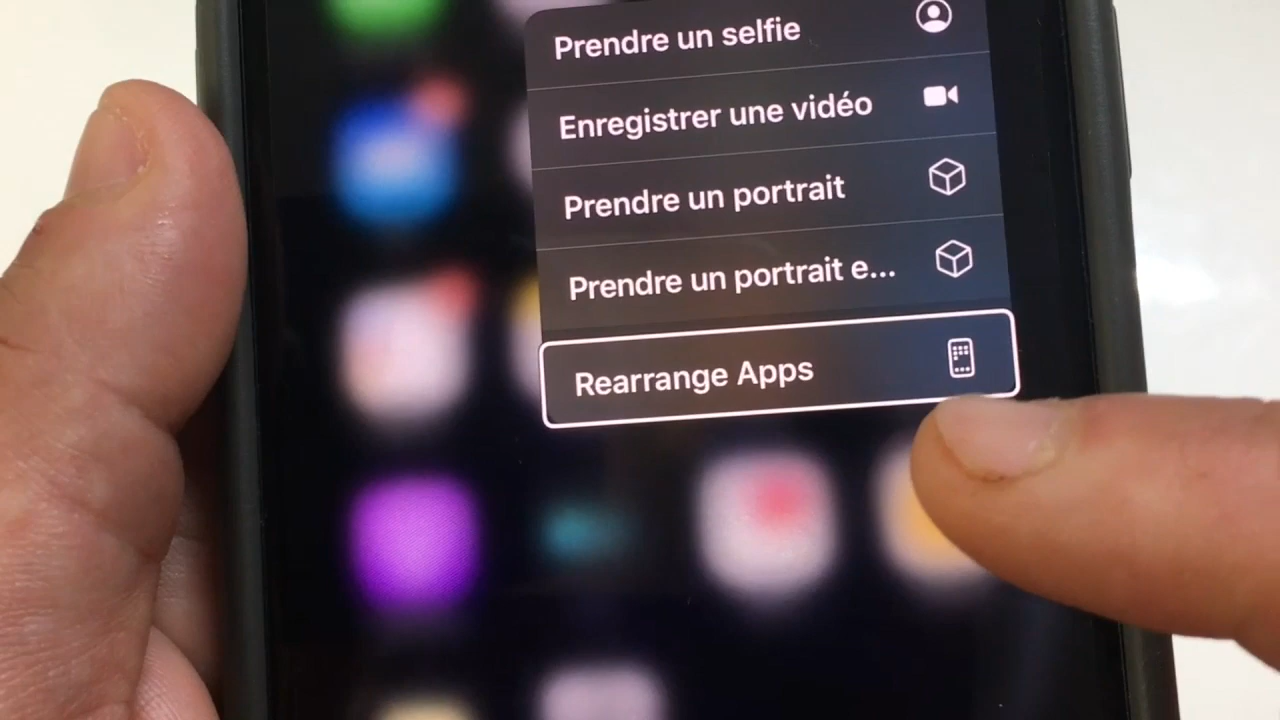 Prendre un selfie
Enregistrer une vidéo
Prendre un portrait
Prendre un portrait e...
Rearrange Apps